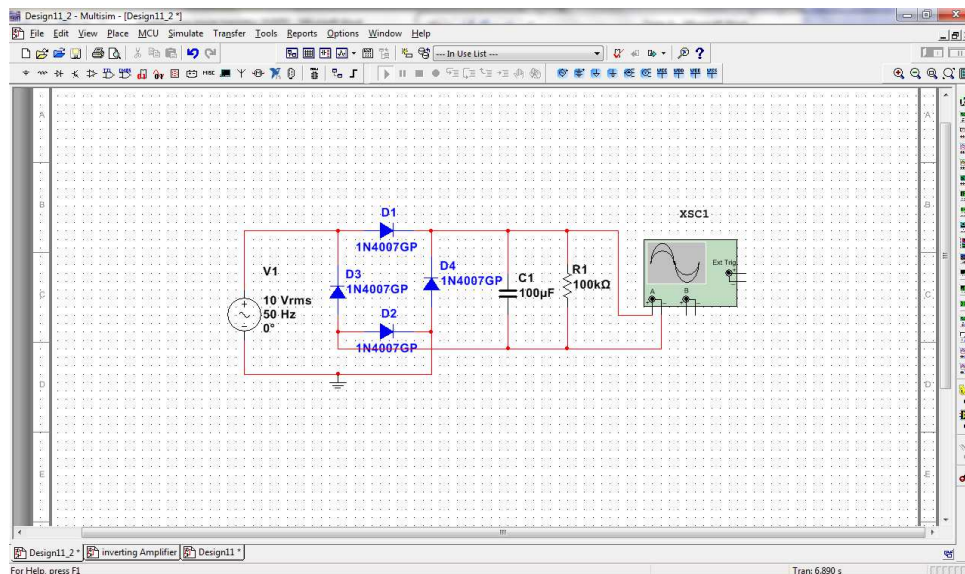 Design11_2 - Multisim - [Design11_2 *]
File Edit View Place MCU Simulate Transfer Tools Reports Options Window Help
--- In Use List ---
A
A
B
B
C
C
D
D
E
E
XSC1
Ext Trig
A
B
D1
1N4007GP
D3
1N4007GP
D4
1N4007GP
D2
1N4007GP
V1
10 Vrms
50 Hz
0°
C1
100µF
R1
100kΩ
Design11_2 * inverting Amplifier Design11 *
For Help, press F1
Tran: 6.890 s